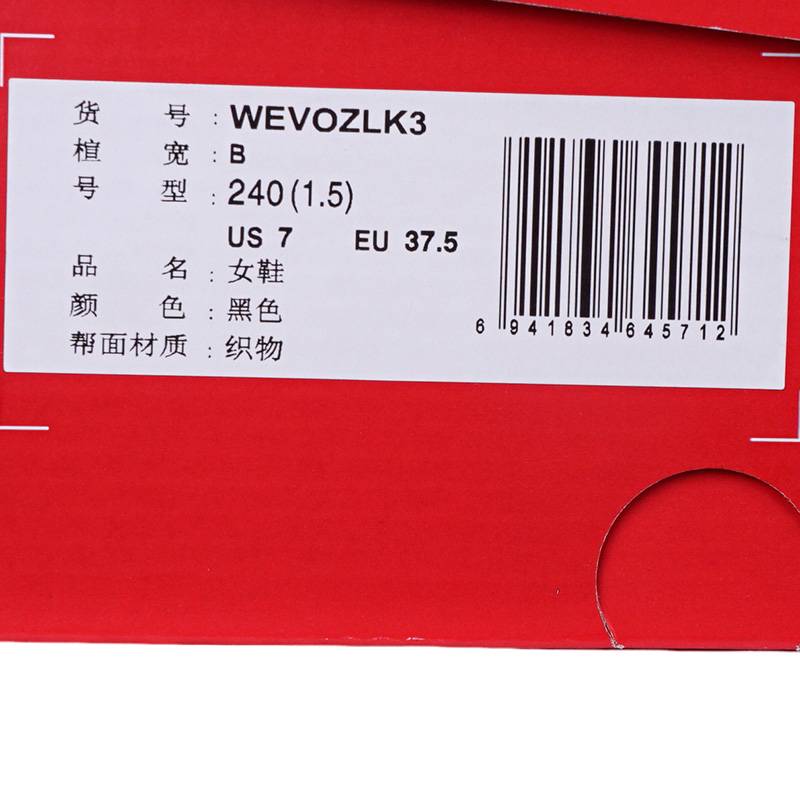 货 号 : WEVOZLK3
楦 宽 : B
号 型 : 240(1.5)
US 7 EU 37.5
品 名 : 女鞋
颜 色 : 黑色
帮面材质 : 织物
6 941834 645712